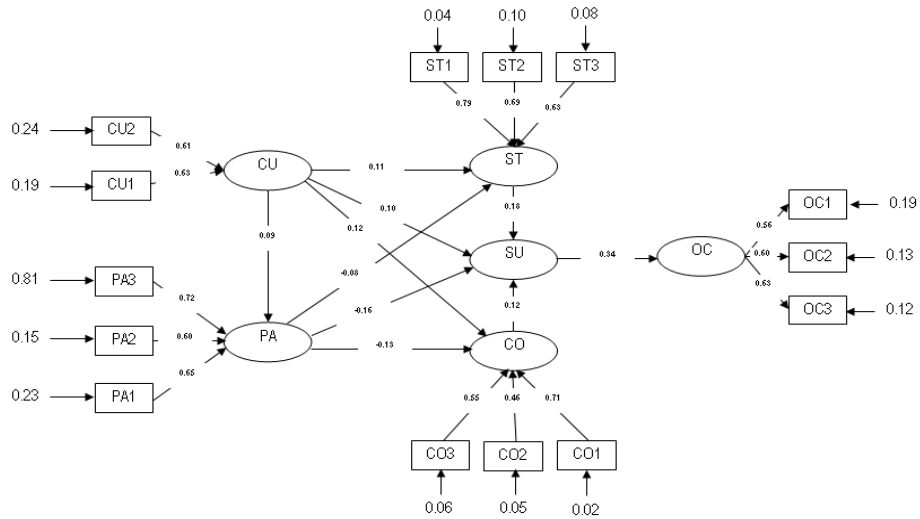 0.04 0.10 0.08
ST1 ST2 ST3
0.79 0.69 0.63
0.24 CU2
0.61
0.19 CU1 0.63
CU 0.11 ST
0.10 0.18
0.12
0.09
OC1 0.19
0.56
SU 0.34 OC 0.60 OC2 0.13
0.63
OC3 0.12
0.81 PA3
0.72
-0.08
-0.16 0.12
0.15 PA2 0.60 PA
-0.13 CO
0.65
0.23 PA1
0.55 0.46 0.71
CO3 CO2 CO1
0.06 0.05 0.02